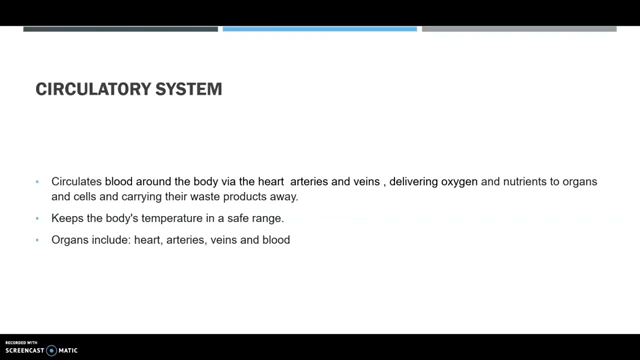 CIRCULATORY SYSTEM
• Circulates blood around the body via the heart arteries and veins , delivering oxygen and nutrients to organs
and cells and carrying their waste products away.
• Keeps the body's temperature in a safe range.
• Organs include: heart, arteries, veins and blood
RECORDED WITH
SCREENCAST MATIC